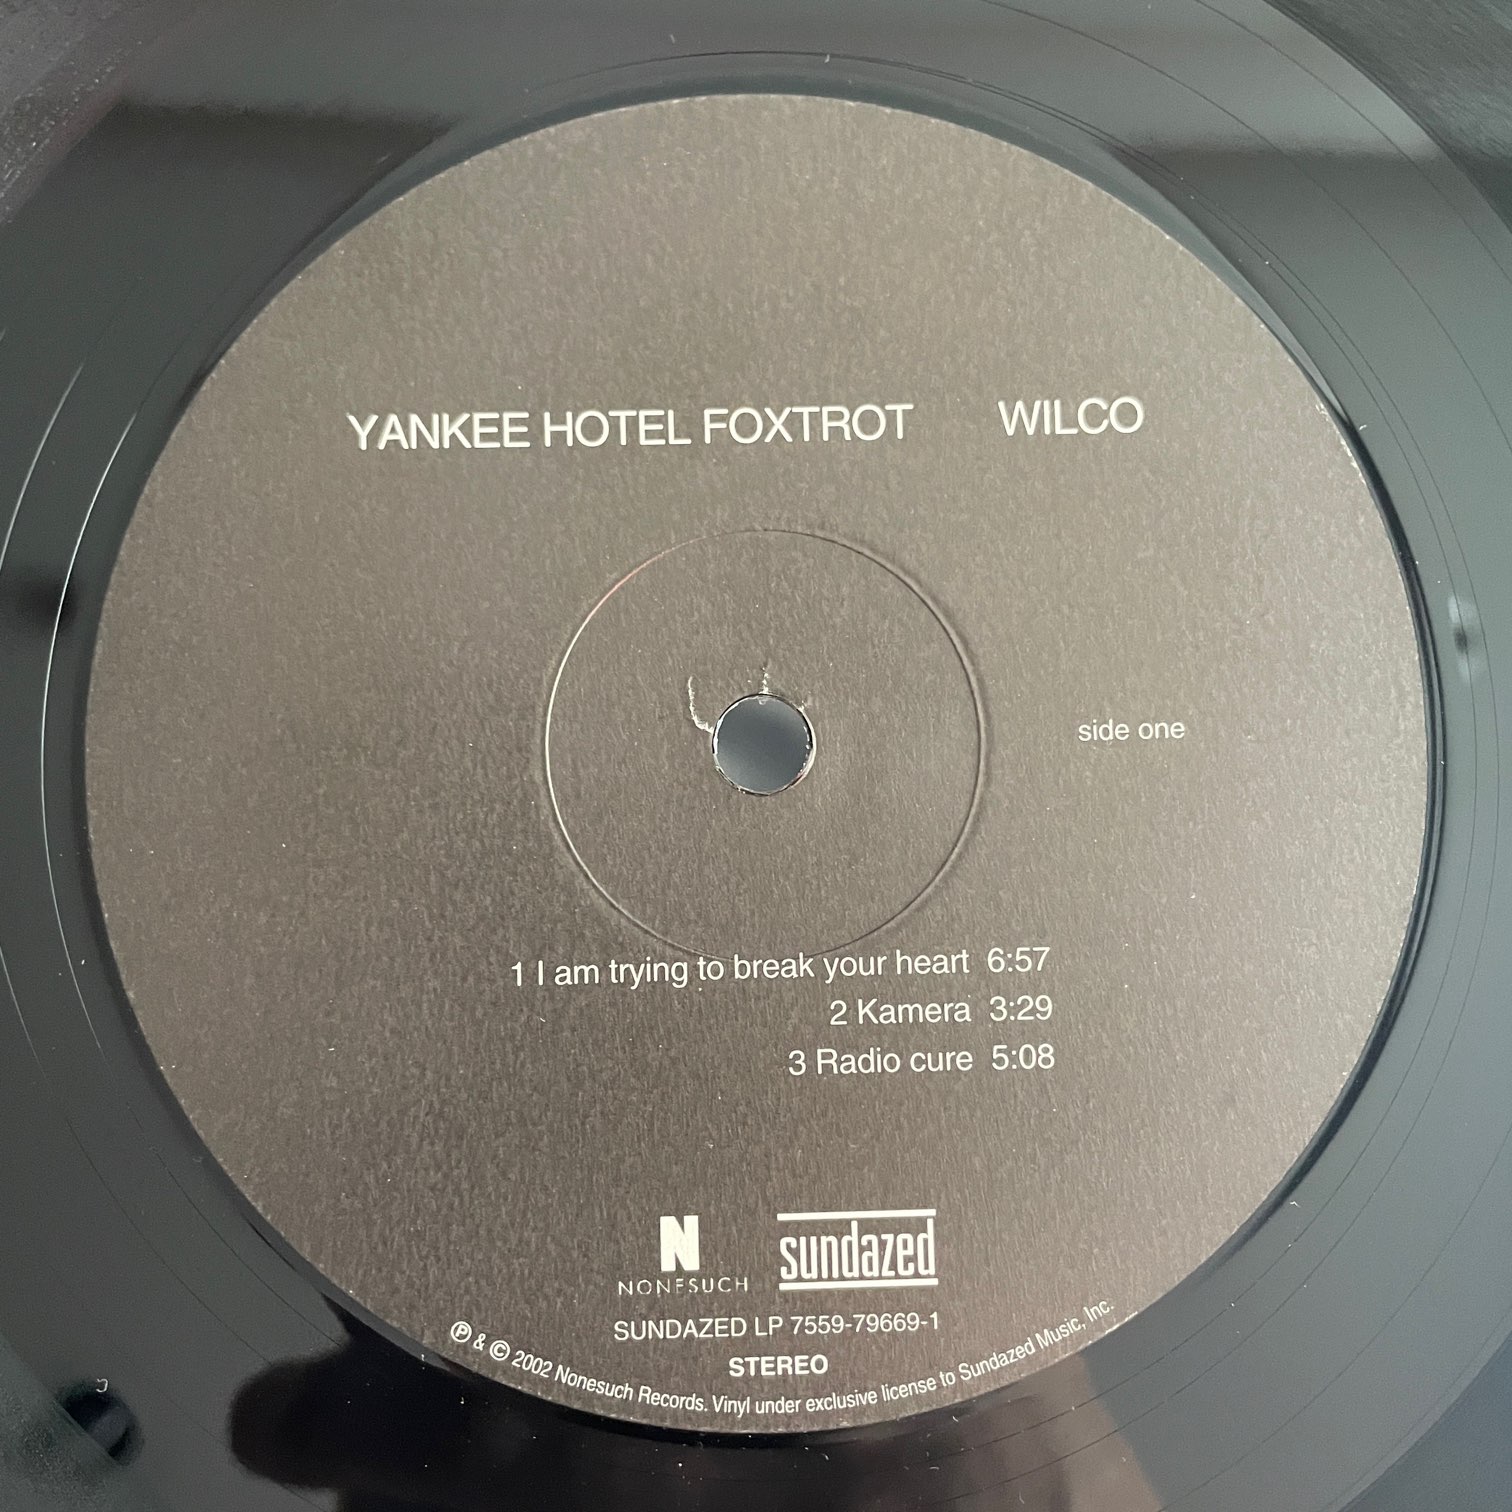 YANKEE HOTEL FOXTROT WILCO
side one
1 I am trying to break your heart 6:57
2 Kamera 3:29
3 Radio cure 5:08
N
NONESUCH
sundazed
SUNDAZED LP 7559-79669-1
STEREO
℗ & © 2002 Nonesuch Records. Vinyl under exclusive license to Sundazed Music, Inc.